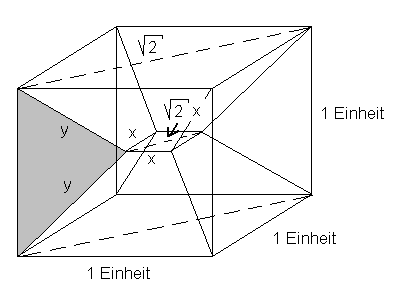 √2
√2
x
x
x
y
y
1 Einheit
1 Einheit
1 Einheit